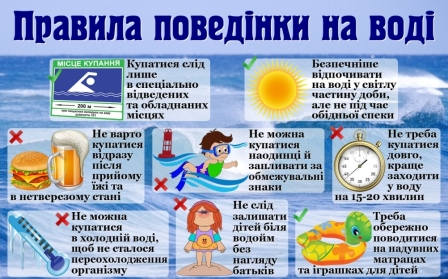 Правила поведінки на воді
МІСЦЕ КУПАННЯ
200 м
Купатися слід
лише
в спеціально
відведених
та обладнаних
місцях
Безпечніше
відпочивати
на воді у світлу
частину доби,
але не під час
обідньої спеки
Не варто
купатися
відразу
після
прийому
їжі та
в нетверезому стані
Не можна
купатися
наодинці й
запливати за
обмежувальні
знаки
Не треба
купатися
довго,
краще
заходити
у воду
на 15-20 хвилин
Не можна
купатися
в холодній воді,
щоб не сталося
переохолодження
організму
Не слід
залишати
дітей біля
водойм
без
нагляду
батьків
Треба
обережно
поводитися
на надувних
матрацах
та іграшках для дітей